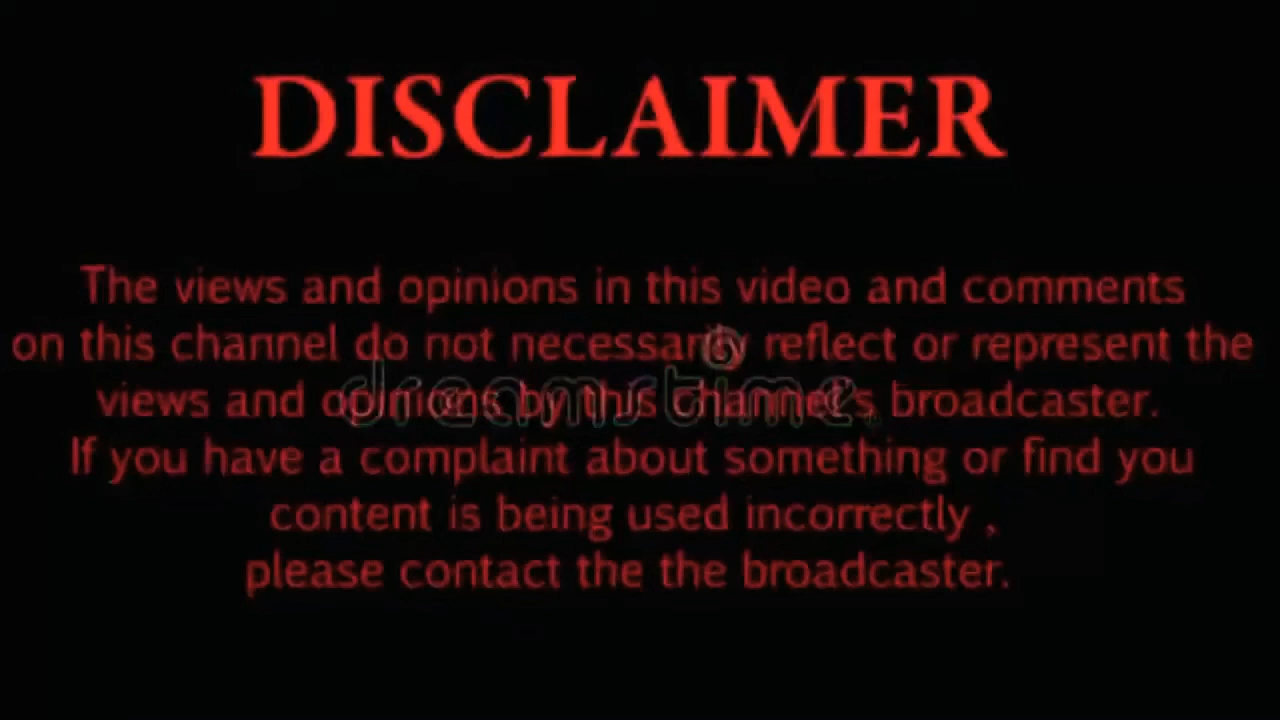 DISCLAIMER
The views and opinions in this video and comments
on this channel do not necessarily reflect or represent the
views and opinions by this channel's broadcaster.
If you have a complaint about something or find you
content is being used incorrectly ,
please contact the the broadcaster.
dreamstime.